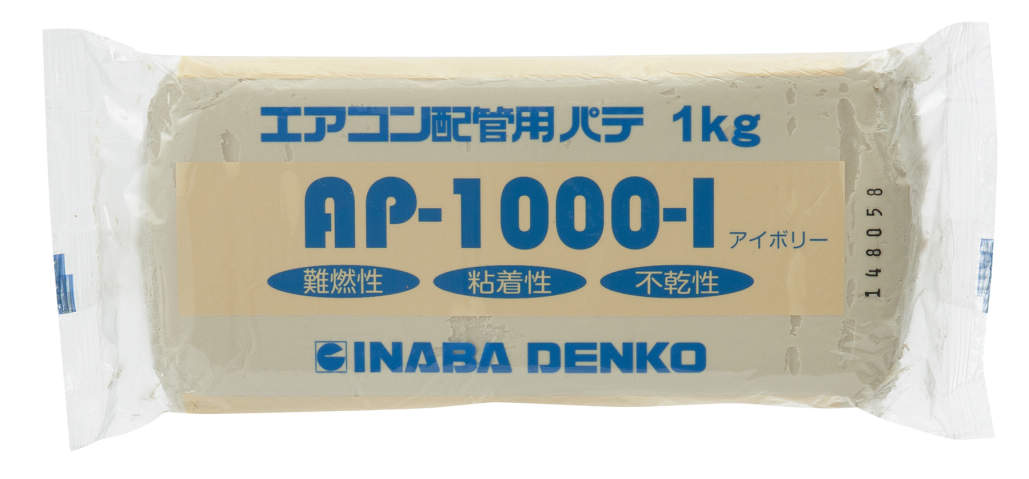 エアコン配管用パテ 1kg
AP-1000-I アイボリー
難燃性 粘着性 不乾性
INABA DENKO
148058